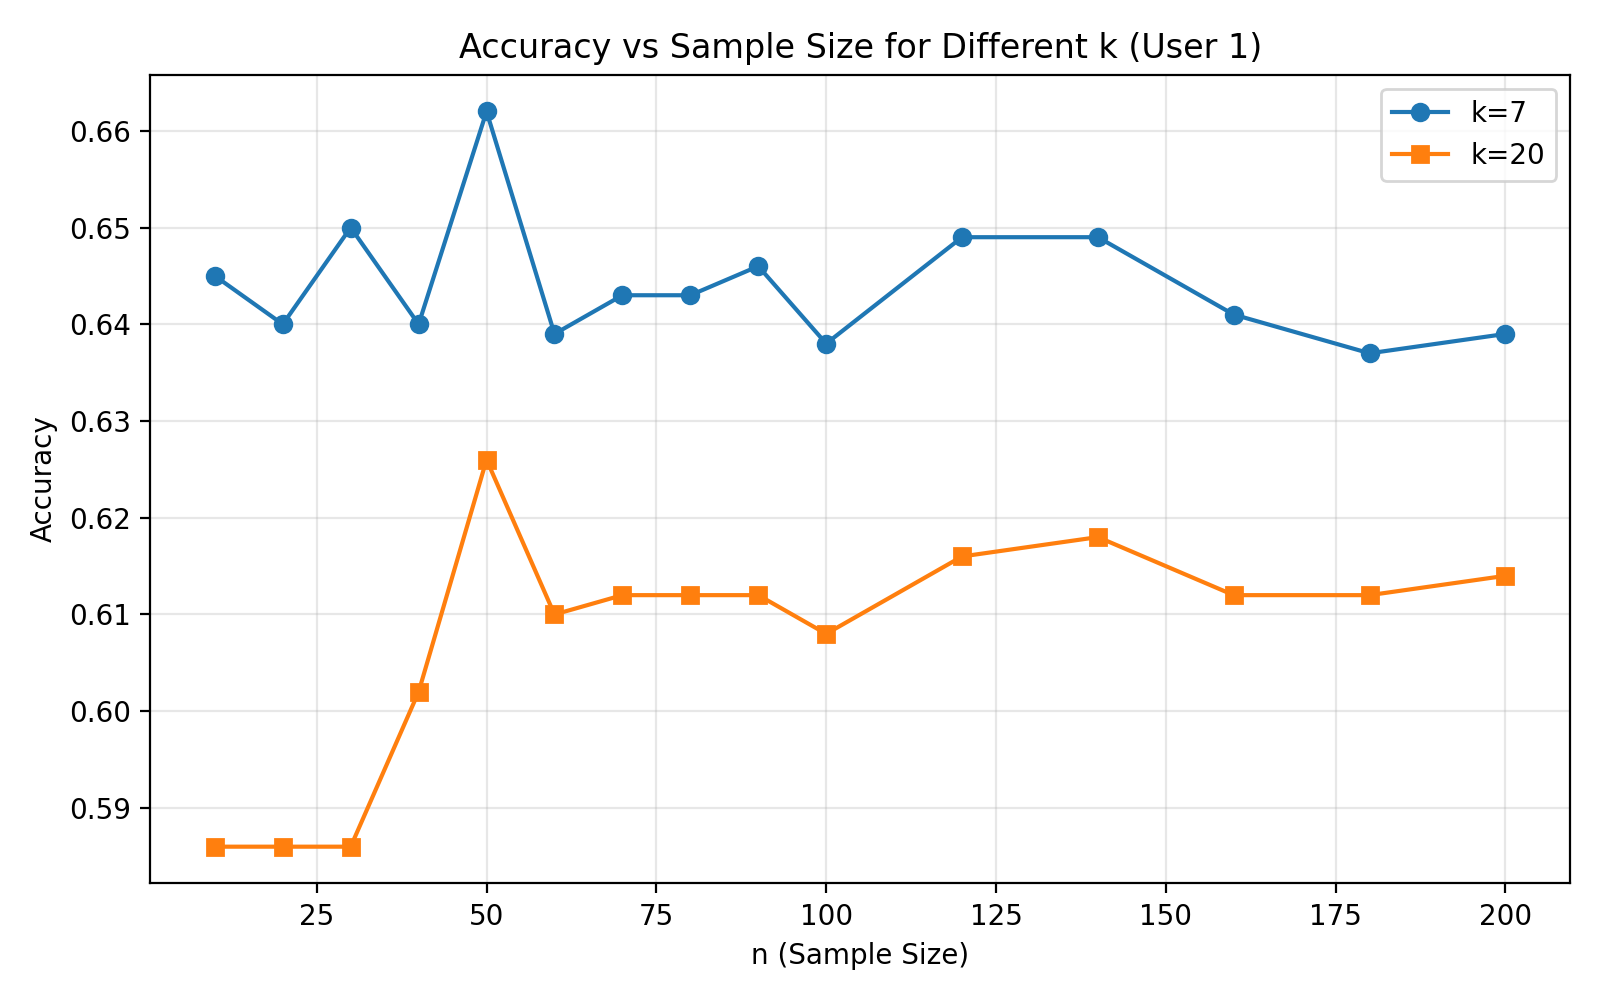 Accuracy vs Sample Size for Different k (User 1)
k=7
k=20
Accuracy
0.66
0.65
0.64
0.63
0.62
0.61
0.60
0.59
25 50 75 100 125 150 175 200
n (Sample Size)